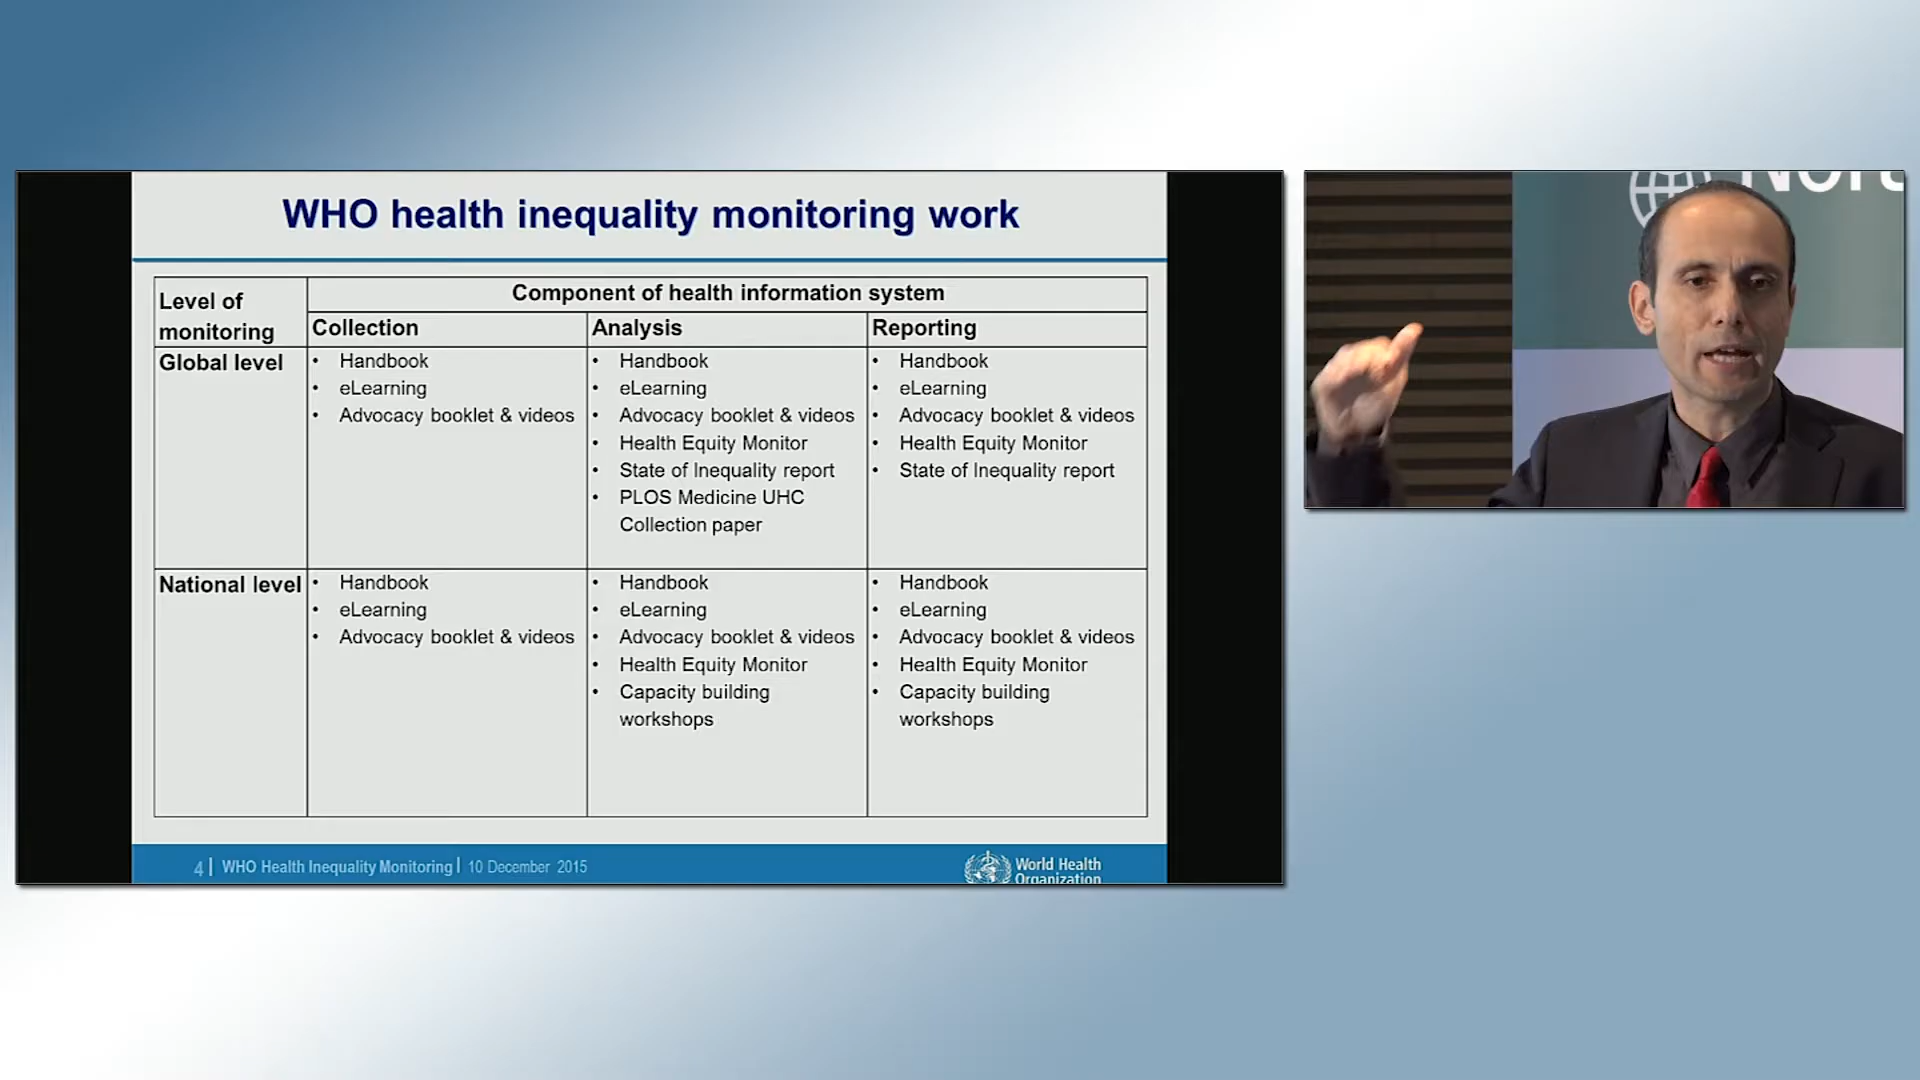 WHO health inequality monitoring work
Level of
monitoring
Component of health information system
Collection
Analysis
Reporting
Global level
• Handbook
• eLearning
• Advocacy booklet & videos
• Handbook
• eLearning
• Advocacy booklet & videos
• Health Equity Monitor
• State of Inequality report
• PLOS Medicine UHC
Collection paper
• Handbook
• eLearning
• Advocacy booklet & videos
• Health Equity Monitor
• State of Inequality report
National level
• Handbook
• eLearning
• Advocacy booklet & videos
• Handbook
• eLearning
• Advocacy booklet & videos
• Health Equity Monitor
• Capacity building
workshops
• Handbook
• eLearning
• Advocacy booklet & videos
• Health Equity Monitor
• Capacity building
workshops
4| WHO Health Inequality Monitoring | 10 December 2015
World Health
Organization